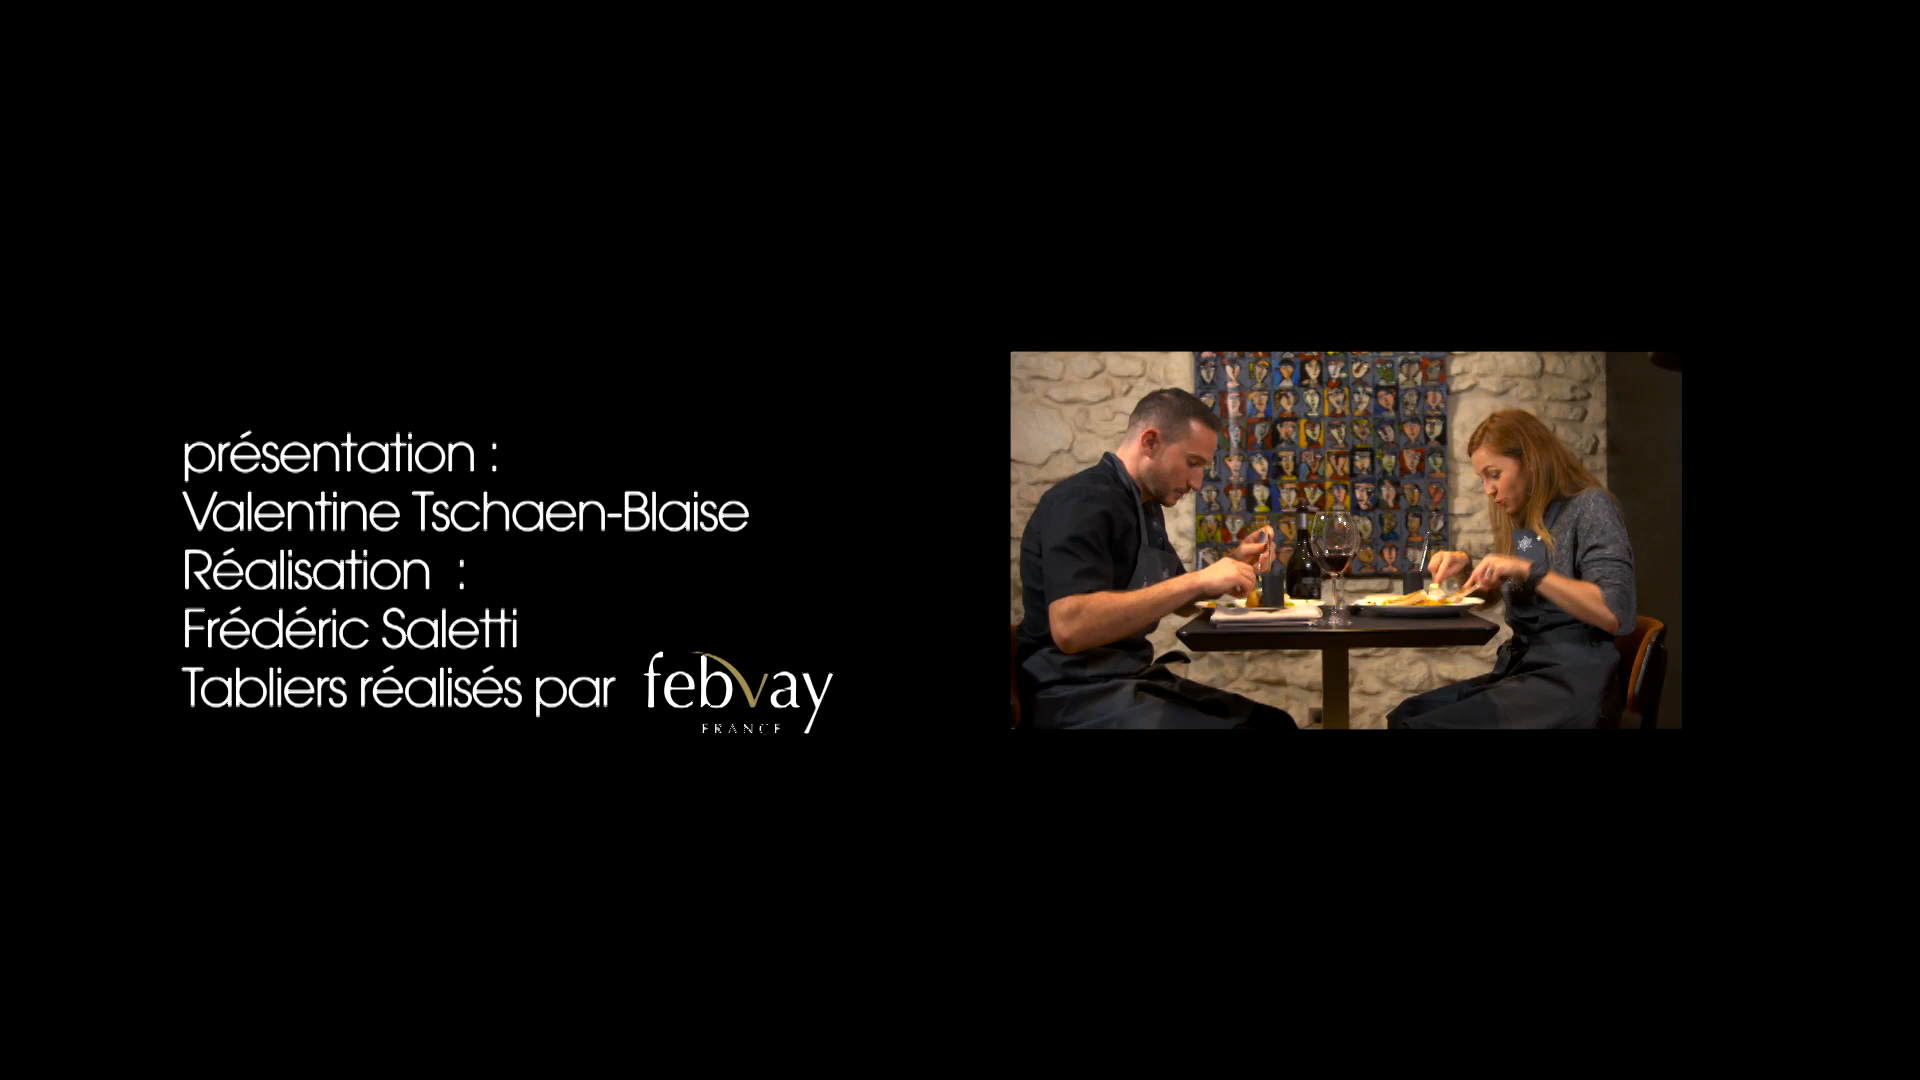 présentation :
Valentine Tschaen-Blaise
Réalisation :
Frédéric Saletti
Tabliers réalisés par febvay
FRANCE